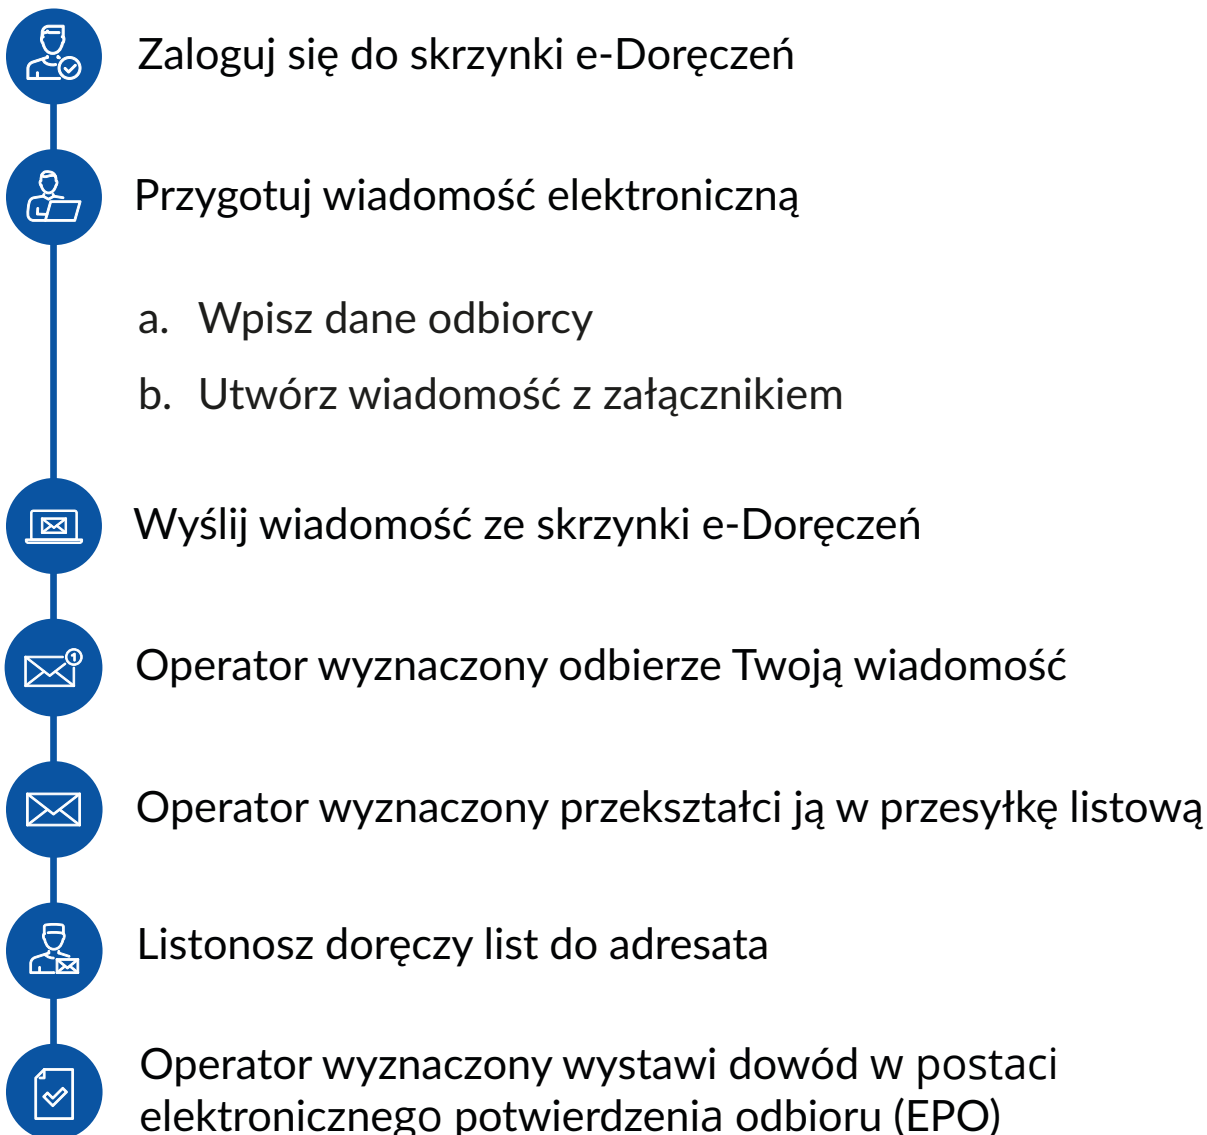 Zaloguj się do skrzynki e-Doręczeń
Przygotuj wiadomość elektroniczną
a. Wpisz dane odbiorcy
b. Utwórz wiadomość z załącznikiem
Wyślij wiadomość ze skrzynki e-Doręczeń
1
Operator wyznaczony odbierze Twoją wiadomość
Operator wyznaczony przekształci ją w przesyłkę listową
Listonosz doręczy list do adresata
Operator wyznaczony wystawi dowód w postaci
elektronicznego potwierdzenia odbioru (EPO)